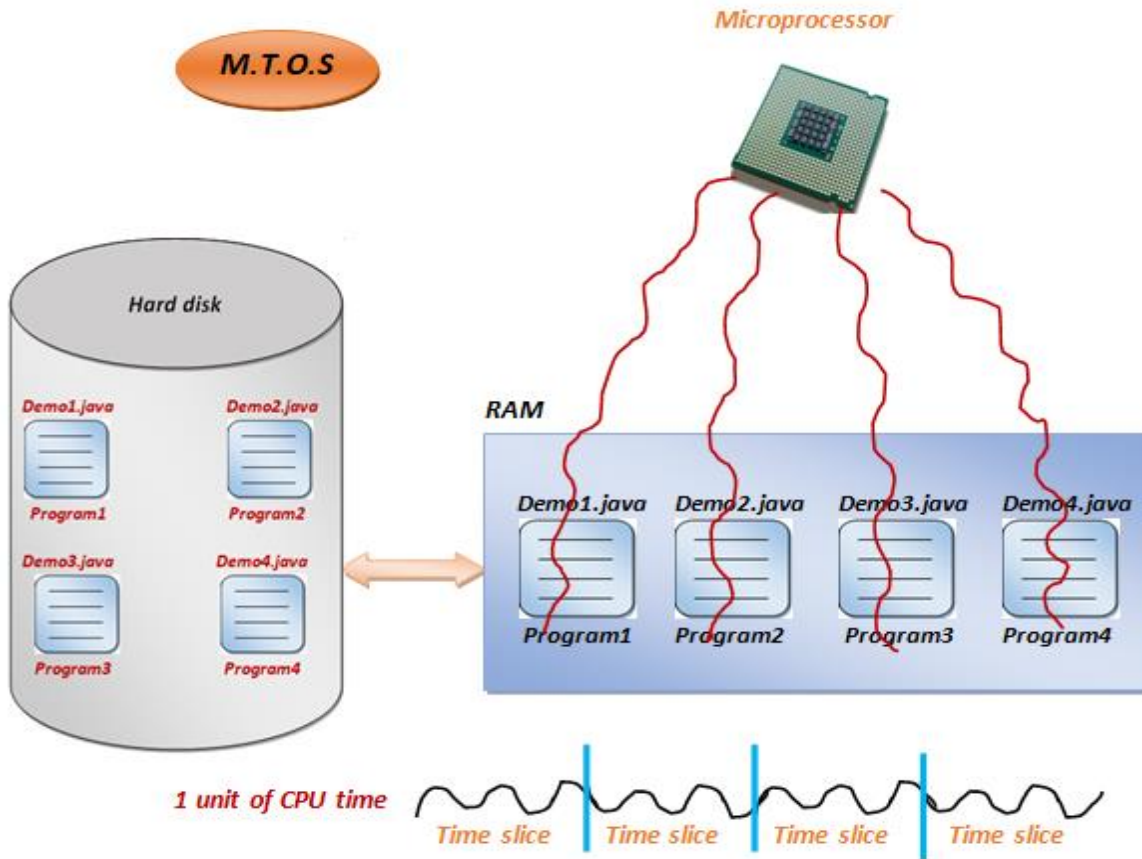 Microprocessor
M.T.O.S
Hard disk
Demo1.java
Demo2.java
Program1
Program2
Demo3.java
Demo4.java
Program3
Program4
RAM
Demo1.java Demo2.java Demo3.java Demo4.java
Program1 Program2 Program3 Program4
1 unit of CPU time
Time slice Time slice Time slice Time slice